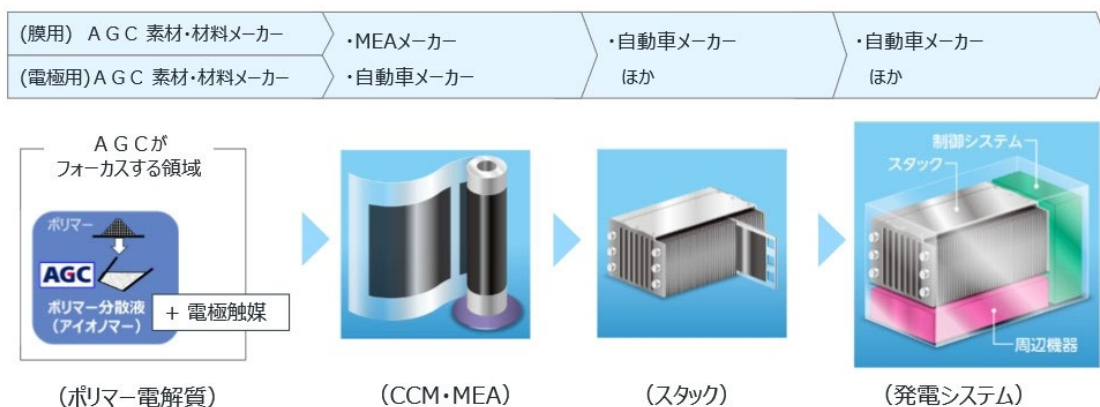 (膜用) AGC 素材・材料メーカー
(電極用)AGC 素材・材料メーカー
・MEAメーカー
・自動車メーカー
・自動車メーカー
ほか
・自動車メーカー
ほか
AGCが
フォーカスする領域
ポリマー
AGC
ポリマー分散液
(アイオノマー)
+ 電極触媒
制御システム
スタック
周辺機器
(ポリマー電解質)
(CCM・MEA)
(スタック)
(発電システム)